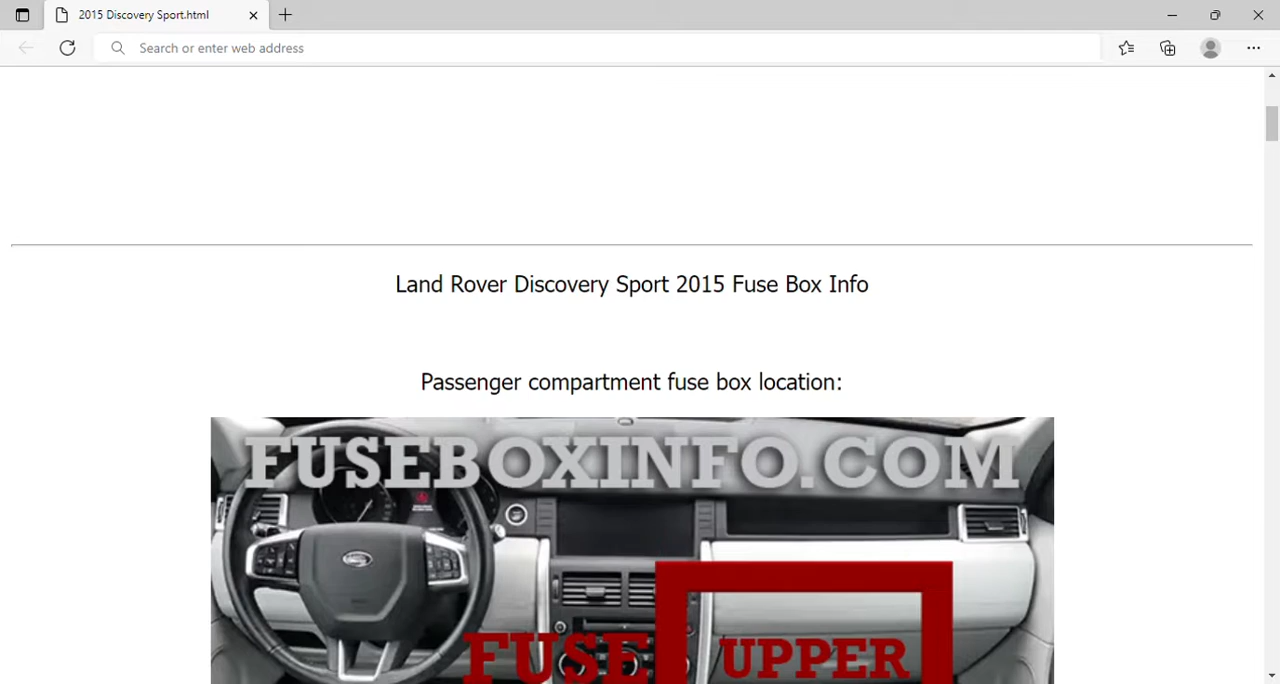 2015 Discovery Sport.html
Search or enter web address
Land Rover Discovery Sport 2015 Fuse Box Info
Passenger compartment fuse box location:
FUSEBOXINFO.COM
FUSE
UPPER